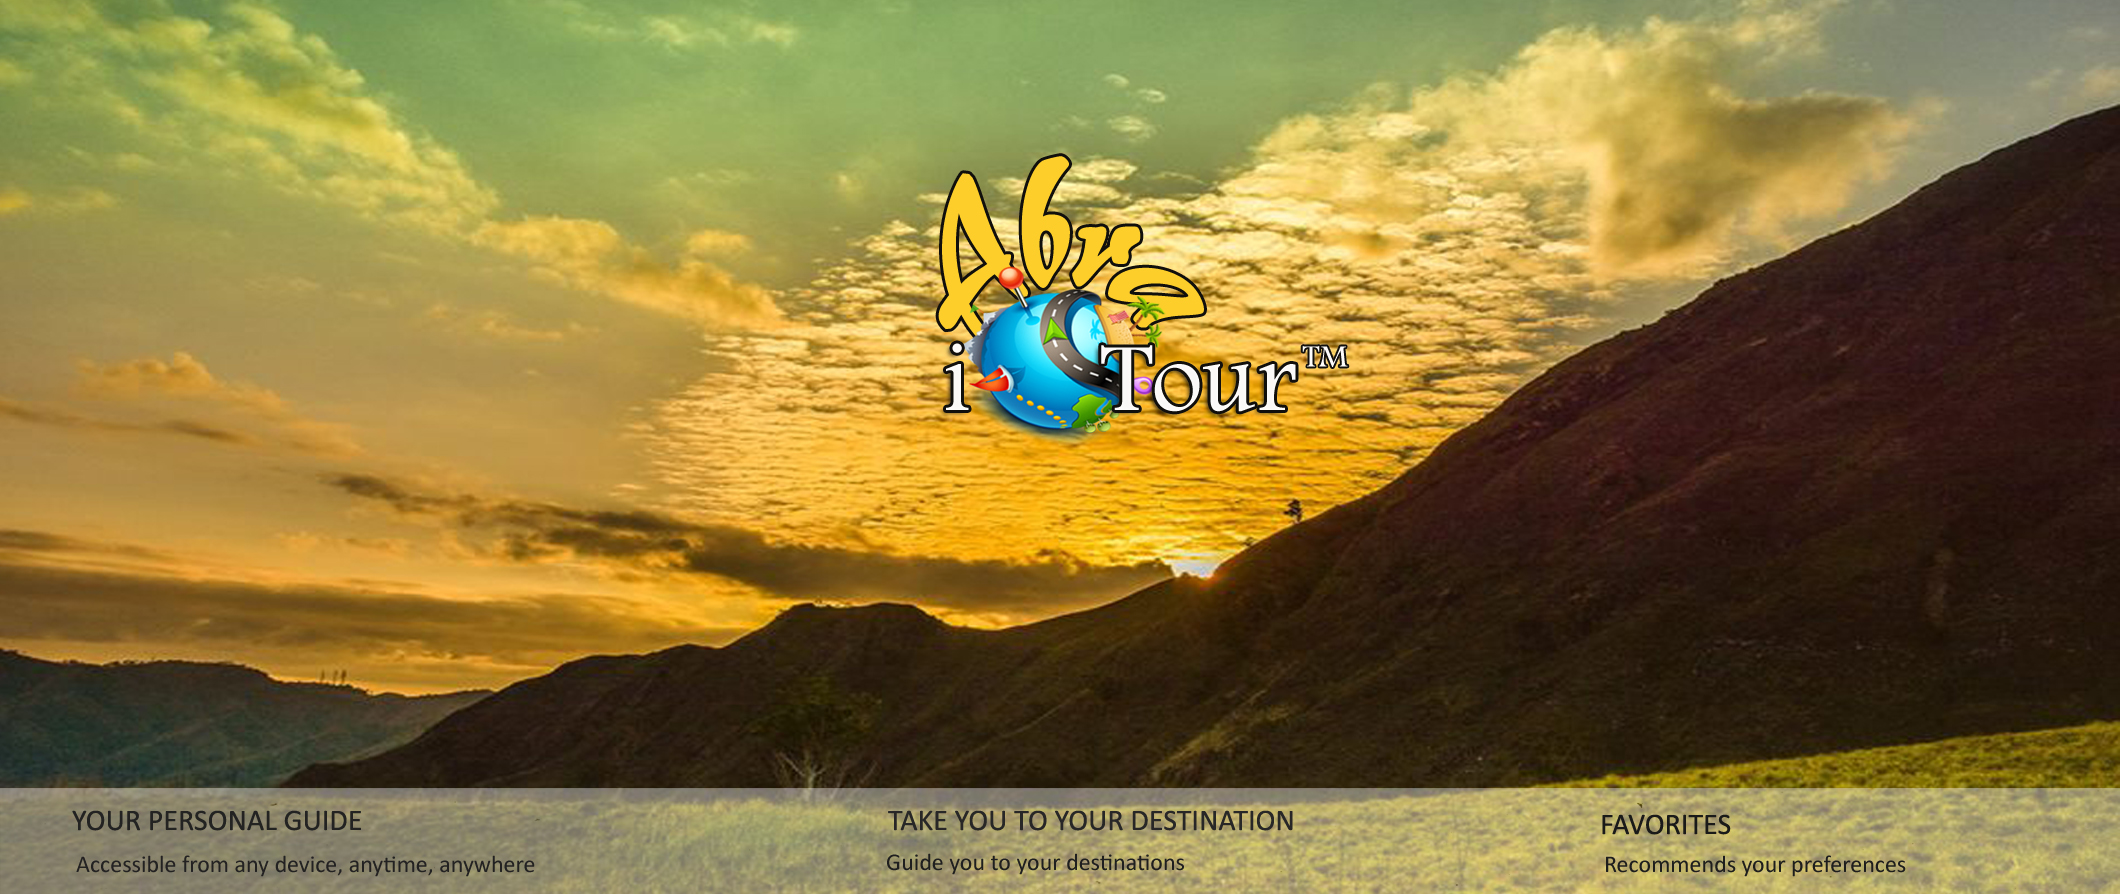 Abra
i Tour™
YOUR PERSONAL GUIDE
Accessible from any device, anytime, anywhere
TAKE YOU TO YOUR DESTINATION
Guide you to your destinations
FAVORITES
Recommends your preferences